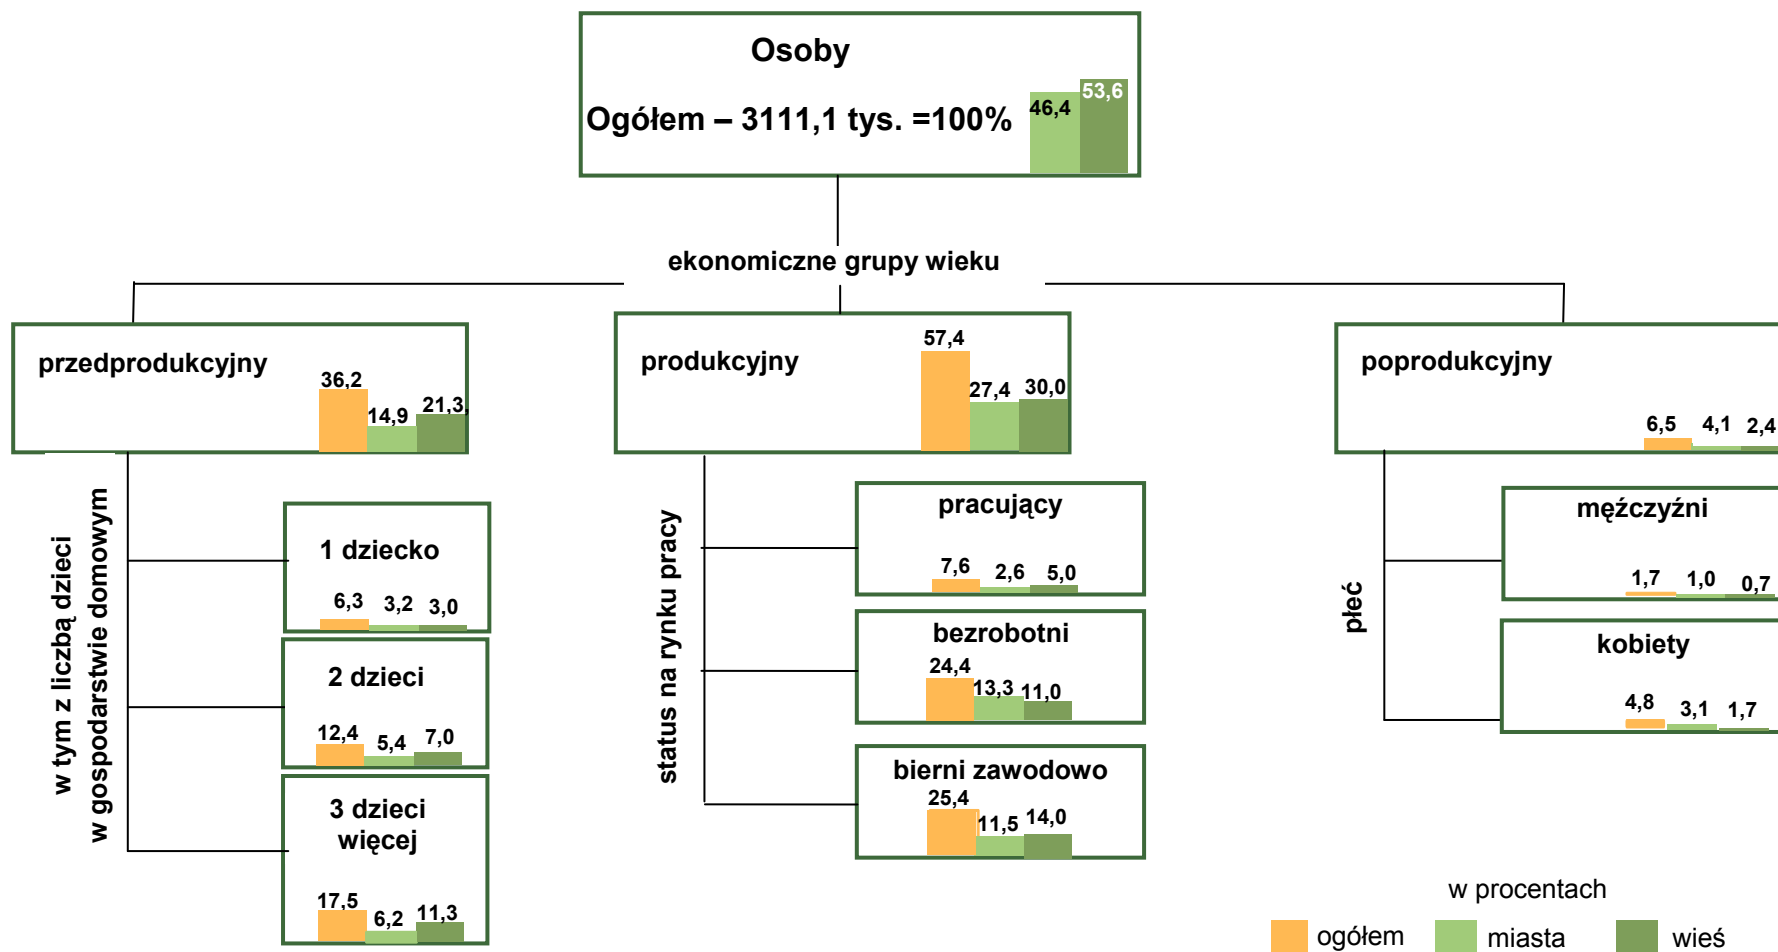 Osoby
Ogółem – 3111,1 tys. =100%
46,4
53,6
ekonomiczne grupy wieku
przedprodukcyjny
36,2
14,9
21,3,
produkcyjny
57,4
27,4
30,0
poprodukcyjny
6,5
4,1
2,4
w tym z liczbą dzieci
w gospodarstwie domowym
1 dziecko
6,3
3,2
3,0
2 dzieci
12,4
5,4
7,0
3 dzieci
więcej
17,5
6,2
11,3
status na rynku pracy
pracujący
7,6
2,6
5,0
bezrobotni
24,4
13,3
11,0
bierni zawodowo
25,4
11,5
14,0
płeć
mężczyźni
1,7
1,0
0,7
kobiety
4,8
3,1
1,7
w procentach
ogółem
miasta
wieś